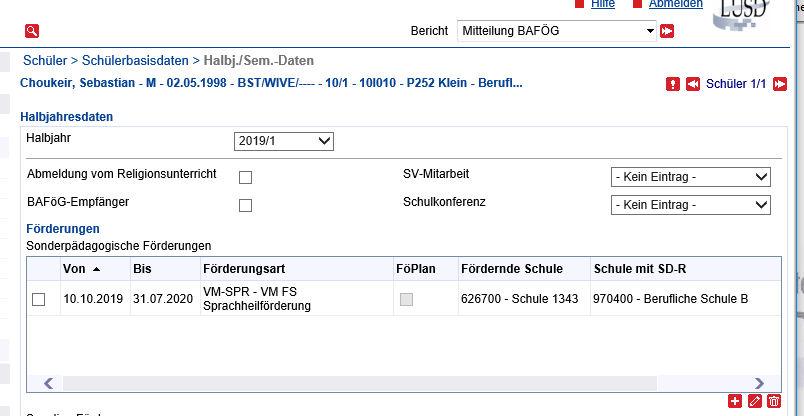 Hilfe Abmelden
LUSD
Bericht Mitteilung BAFÖG
Schüler > Schülerbasisdaten > Halbj./Sem.-Daten
Choukeir, Sebastian - M - 02.05.1998 - BST/WIVE/---- - 10/1 - 10I010 - P252 Klein - Berufl...
Schüler 1/1
Halbjahresdaten
Halbjahr 2019/1
Abmeldung vom Religionsunterricht SV-Mitarbeit - Kein Eintrag -
BAFöG-Empfänger Schulkonferenz - Kein Eintrag -
Förderungen
Sonderpädagogische Förderungen
Von Bis Förderungsart FöPlan Fördernde Schule Schule mit SD-R
10.10.2019 31.07.2020 VM-SPR - VM FS 626700 - Schule 1343 970400 - Berufliche Schule B
Sprachheilförderung